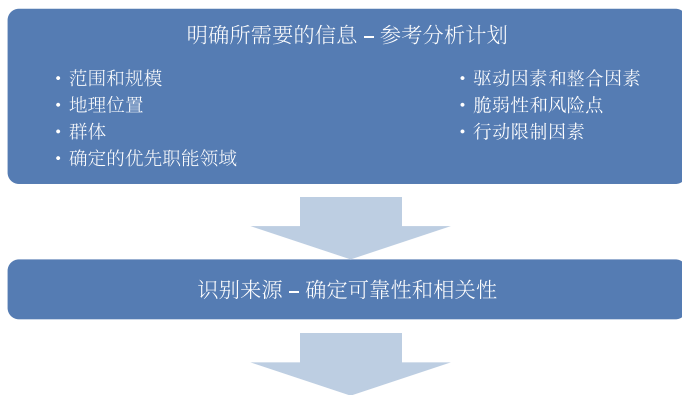 明确所需要的信息 – 参考分析计划
• 范围和规模
• 地理位置
• 群体
• 确定的优先职能领域
• 驱动因素和整合因素
• 脆弱性和风险点
• 行动限制因素
识别来源 – 确定可靠性和相关性